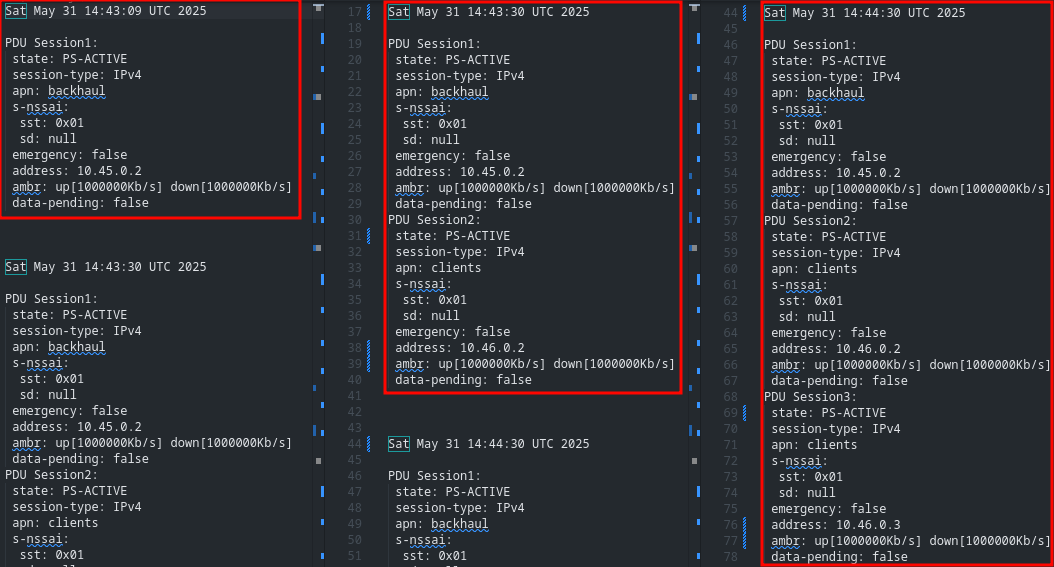 Sat May 31 14:43:09 UTC 2025
PDU Session1:
state: PS-ACTIVE
session-type: IPv4
apn: backhaul
s-nssai:
sst: 0x01
sd: null
emergency: false
address: 10.45.0.2
ambr: up[1000000Kb/s] down[1000000Kb/s]
data-pending: false
Sat May 31 14:43:30 UTC 2025
PDU Session1:
state: PS-ACTIVE
session-type: IPv4
apn: backhaul
s-nssai:
sst: 0x01
sd: null
emergency: false
address: 10.45.0.2
ambr: up[1000000Kb/s] down[1000000Kb/s]
data-pending: false
PDU Session2:
state: PS-ACTIVE
session-type: IPv4
apn: clients
s-nssai:
sst: 0x01
17 Sat May 31 14:43:30 UTC 2025
18
19 PDU Session1:
20 state: PS-ACTIVE
21 session-type: IPv4
22 apn: backhaul
23 s-nssai:
24 sst: 0x01
25 sd: null
26 emergency: false
27 address: 10.45.0.2
28 ambr: up[1000000Kb/s] down[1000000Kb/s]
29 data-pending: false
30 PDU Session2:
31 state: PS-ACTIVE
32 session-type: IPv4
33 apn: clients
34 s-nssai:
35 sst: 0x01
36 sd: null
37 emergency: false
38 address: 10.46.0.2
39 ambr: up[1000000Kb/s] down[1000000Kb/s]
40 data-pending: false
41
42
43
44 Sat May 31 14:44:30 UTC 2025
45
46 PDU Session1:
47 state: PS-ACTIVE
48 session-type: IPv4
49 apn: backhaul
50 s-nssai:
51 sst: 0x01
44 Sat May 31 14:44:30 UTC 2025
45
46 PDU Session1:
47 state: PS-ACTIVE
48 session-type: IPv4
49 apn: backhaul
50 s-nssai:
51 sst: 0x01
52 sd: null
53 emergency: false
54 address: 10.45.0.2
55 ambr: up[1000000Kb/s] down[1000000Kb/s]
56 data-pending: false
57 PDU Session2:
58 state: PS-ACTIVE
59 session-type: IPv4
60 apn: clients
61 s-nssai:
62 sst: 0x01
63 sd: null
64 emergency: false
65 address: 10.46.0.2
66 ambr: up[1000000Kb/s] down[1000000Kb/s]
67 data-pending: false
68 PDU Session3:
69 state: PS-ACTIVE
70 session-type: IPv4
71 apn: clients
72 s-nssai:
73 sst: 0x01
74 sd: null
75 emergency: false
76 address: 10.46.0.3
77 ambr: up[1000000Kb/s] down[1000000Kb/s]
78 data-pending: false